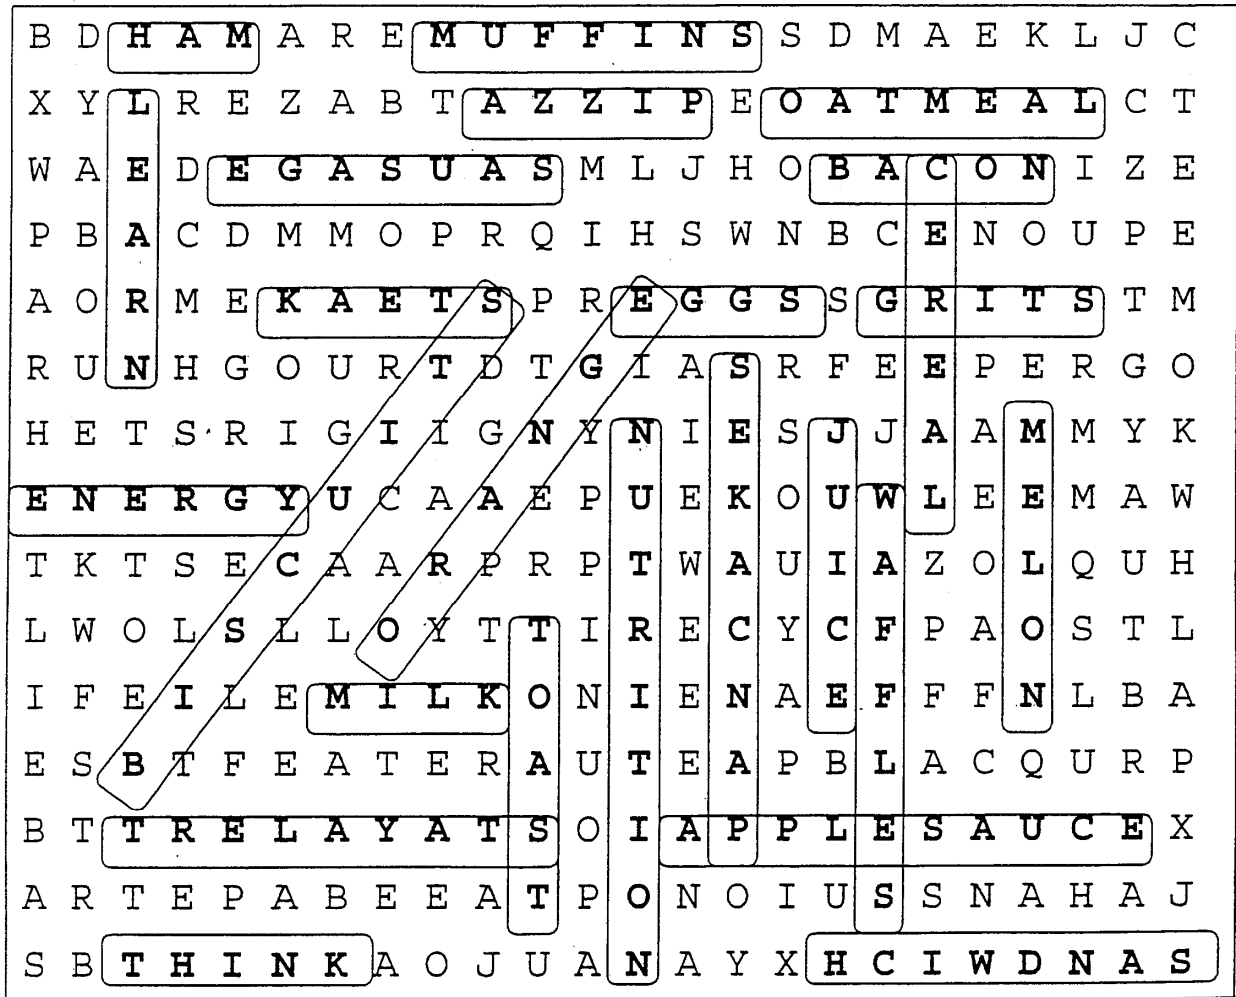 B D H A M A R E M U F F I N S S D M A E K L J C
X Y L R E Z A B T A Z Z I P E O A T M E A L C T
W A E D E G A S U A S M L J H O B A C O N I Z E
P B A C D M M O P R Q I H S W N B C E N O U P E
A O R M E K A E T S P R E G G S S G R I T S T M
R U N H G O U R T D T G I A S R F E E P E R G O
H E T S R I G I I G N Y N I E S J J A A M M Y K
E N E R G Y U C A A E P U E K O U W L E E M A W
T K T S E C A A R P R P T W A U I A Z O L Q U H
L W O L S L L O Y T T I R E C Y C F P A O S T L
I F E I L E M I L K O N I E N A E F F F N L B A
E S B T F E A T E R A U T E A P B L A C Q U R P
B T T R E L A Y A T S O I A P P L E S A U C E X
A R T E P A B E E A T P O N O I U S S N A H A J
S B T H I N K A O J U A N A Y X H C I W D N A S